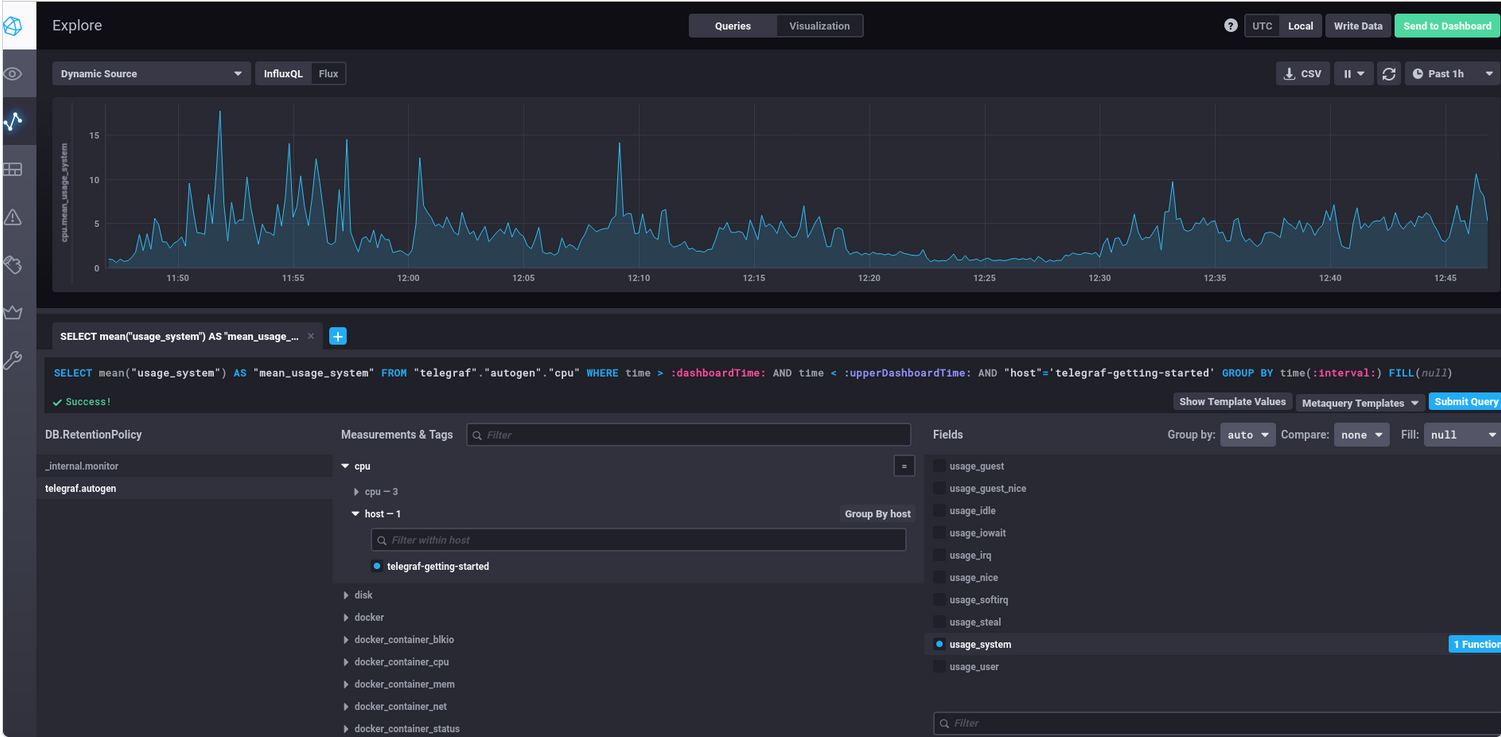 Explore
Queries Visualization
? UTC Local Write Data Send to Dashboard
Dynamic Source InfluxQL Flux
CSV Past 1h
cpu.mean_usage_system
15
10
5
0
11:50 11:55 12:00 12:05 12:10 12:15 12:20 12:25 12:30 12:35 12:40 12:45
SELECT mean("usage_system") AS "mean_usage_... × +
SELECT mean("usage_system") AS "mean_usage_system" FROM "telegraf"."autogen"."cpu" WHERE time > :dashboardTime: AND time < :upperDashboardTime: AND "host"='telegraf-getting-started' GROUP BY time(:interval:) FILL(null)
Success!
Show Template Values Metaquery Templates Submit Query
DB.RetentionPolicy
_internal.monitor
telegraf.autogen
Measurements & Tags Filter
cpu =
cpu — 3
host — 1 Group By host
Filter within host
telegraf-getting-started
disk
docker
docker_container_blkio
docker_container_cpu
docker_container_mem
docker_container_net
docker_container_status
Fields Group by: auto Compare: none Fill: null
usage_guest
usage_guest_nice
usage_idle
usage_iowait
usage_irq
usage_nice
usage_softirq
usage_steal
usage_system 1 Function
usage_user
Filter